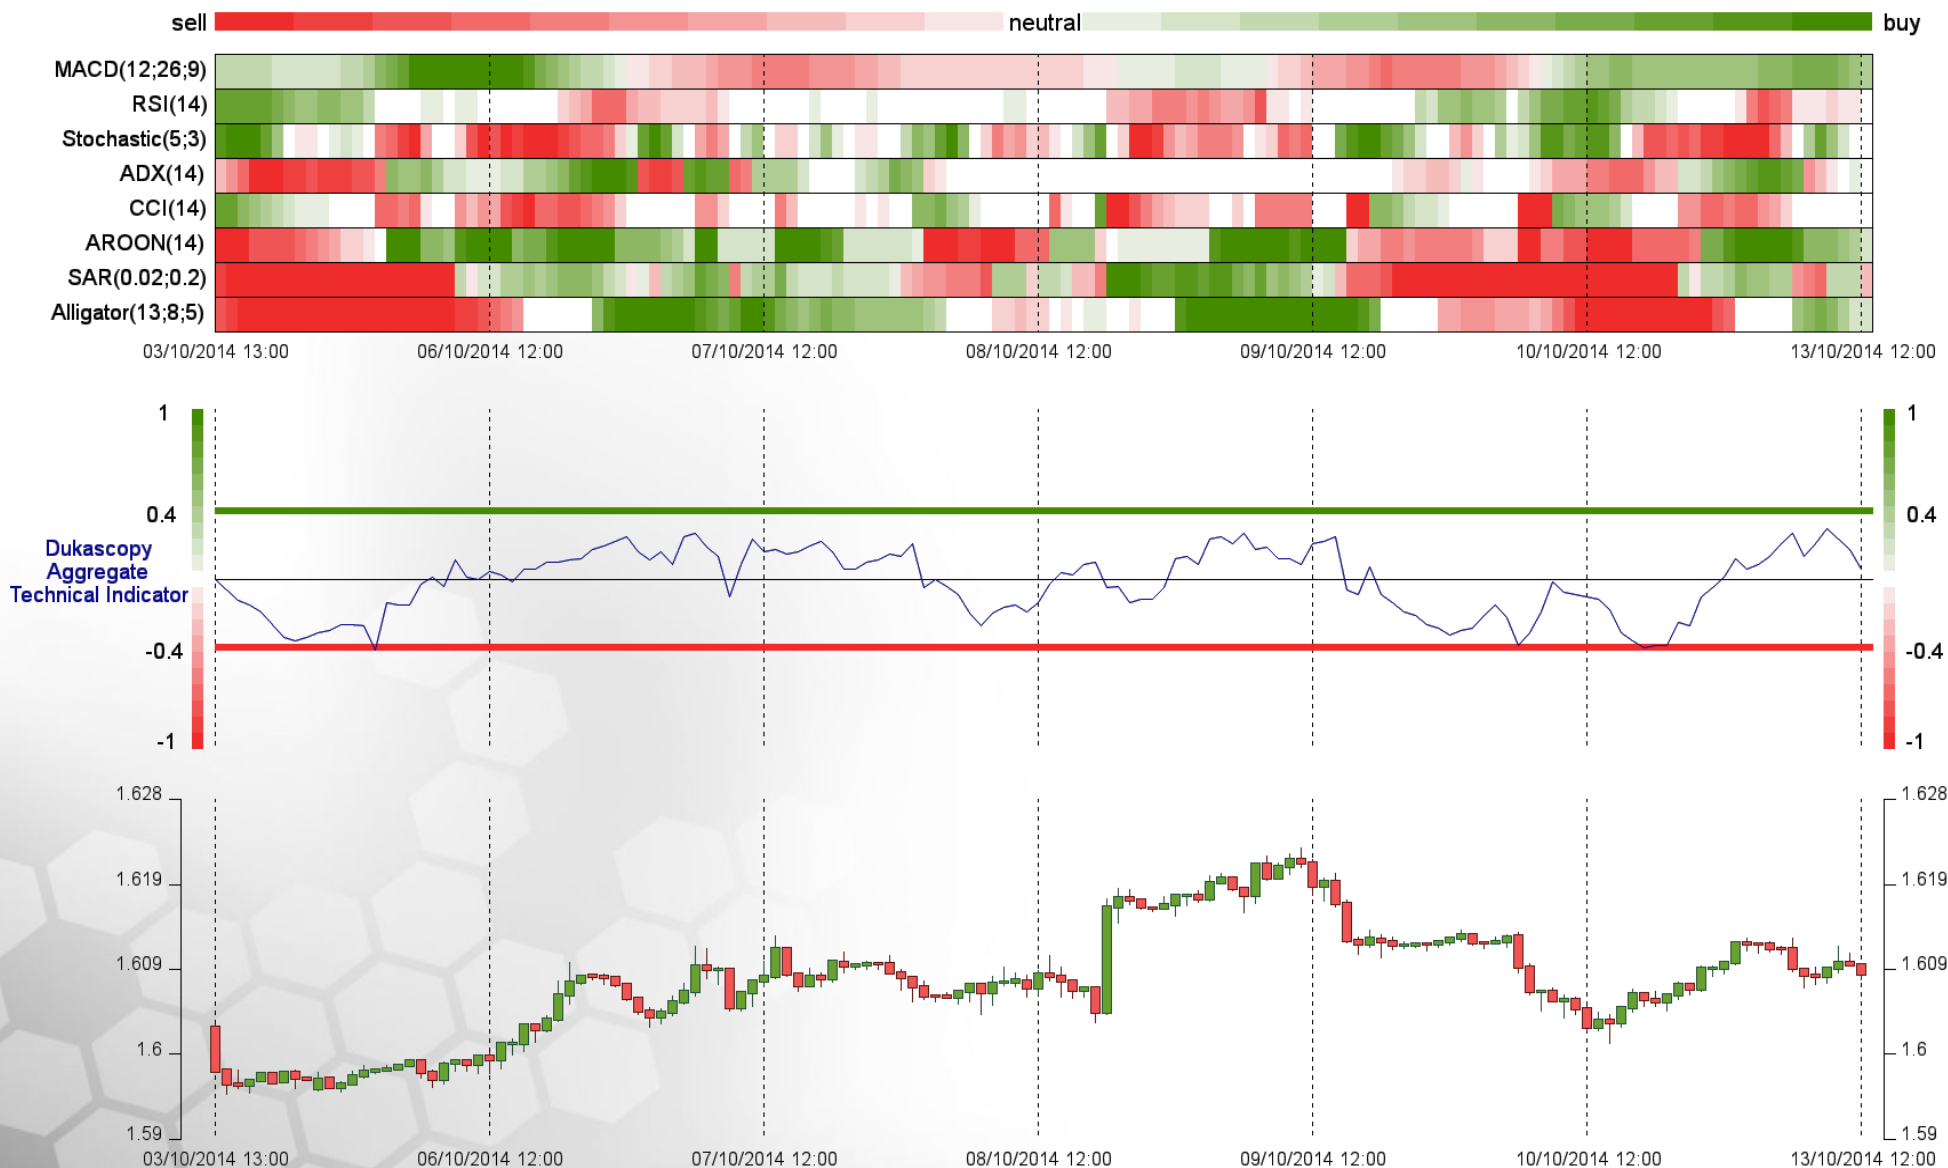 sell neutral buy
MACD(12;26;9)
RSI(14)
Stochastic(5;3)
ADX(14)
CCI(14)
AROON(14)
SAR(0.02;0.2)
Alligator(13;8;5)
03/10/2014 13:00 06/10/2014 12:00 07/10/2014 12:00 08/10/2014 12:00 09/10/2014 12:00 10/10/2014 12:00 13/10/2014 12:00
1 1
0.4 0.4
Dukascopy
Aggregate
Technical Indicator
-0.4 -0.4
-1 -1
1.628 1.628
1.619 1.619
1.609 1.609
1.6 1.6
1.59 1.59
03/10/2014 13:00 06/10/2014 12:00 07/10/2014 12:00 08/10/2014 12:00 09/10/2014 12:00 10/10/2014 12:00 13/10/2014 12:00